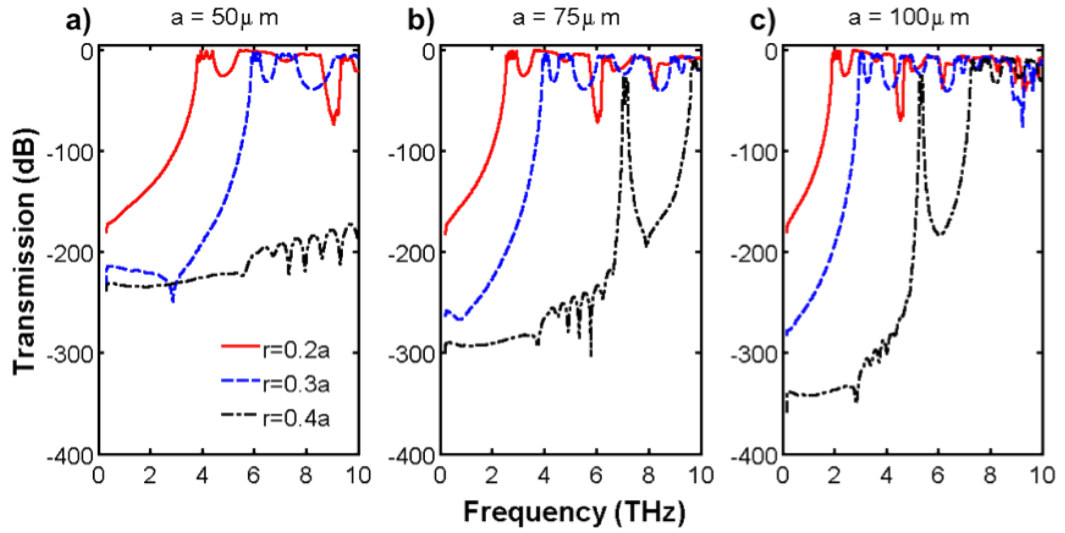 a) a = 50μ m
b) a = 75μ m
c) a = 100μ m
Transmission (dB)
0
-100
-200
-300
-400
r=0.2a
r=0.3a
r=0.4a
0 2 4 6 8 10
0
-100
-200
-300
-400
0 2 4 6 8 10
0
-100
-200
-300
-400
0 2 4 6 8 10
Frequency (THz)